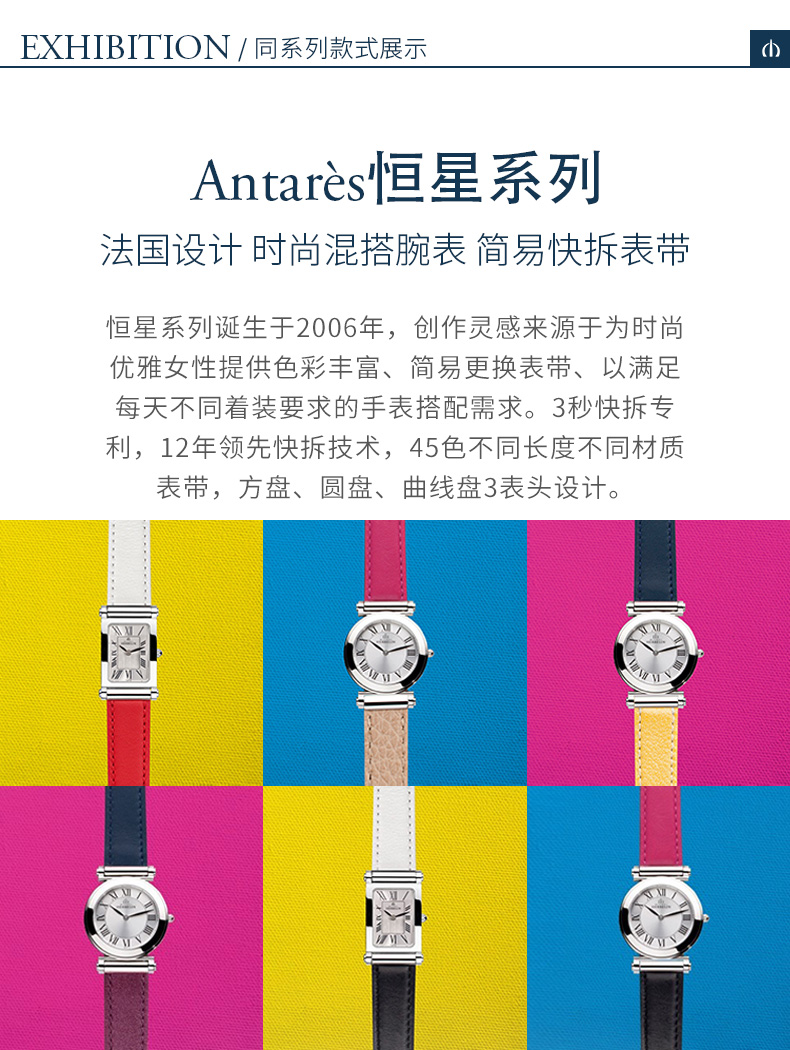 EXHIBITION / 同系列款式展示
Antarès恒星系列
法国设计 时尚混搭腕表 简易快拆表带
恒星系列诞生于2006年，创作灵感来源于为时尚
优雅女性提供色彩丰富、简易更换表带、以满足
每天不同着装要求的手表搭配需求。3秒快拆专
利，12年领先快拆技术，45色不同长度不同材质
表带，方盘、圆盘、曲线盘3表头设计。
HERBELIN
HERBELIN
HERBELIN
HERBELIN
HERBELIN
HERBELIN